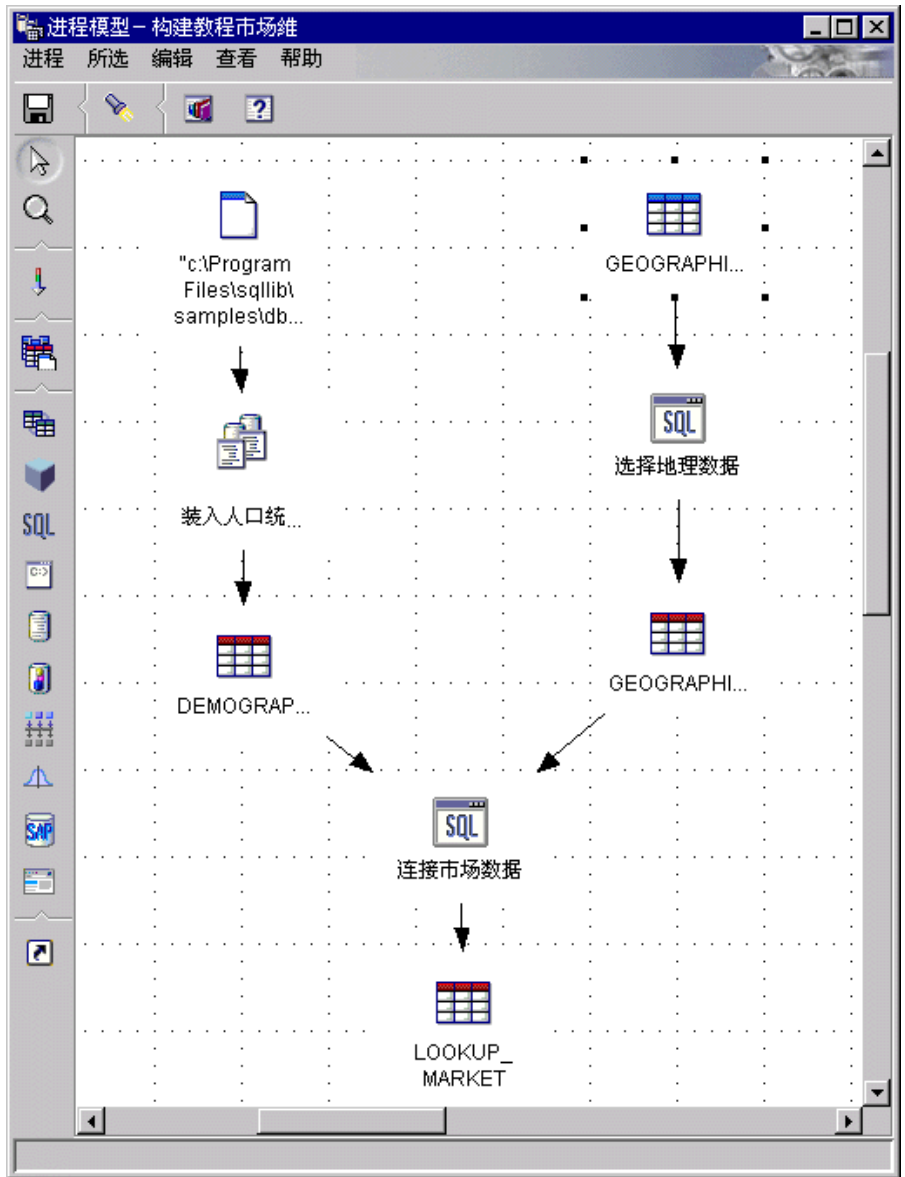 进程模型 – 构建教程市场维
进程 所选 编辑 查看 帮助
"c:\Program
Files\sqllib\
samples\db...
GEOGRAPHI...
SQL
选择地理数据
装入人口统...
SQL
C:>
DEMOGRAP...
GEOGRAPHI...
SAP
SQL
连接市场数据
LOOKUP_
MARKET